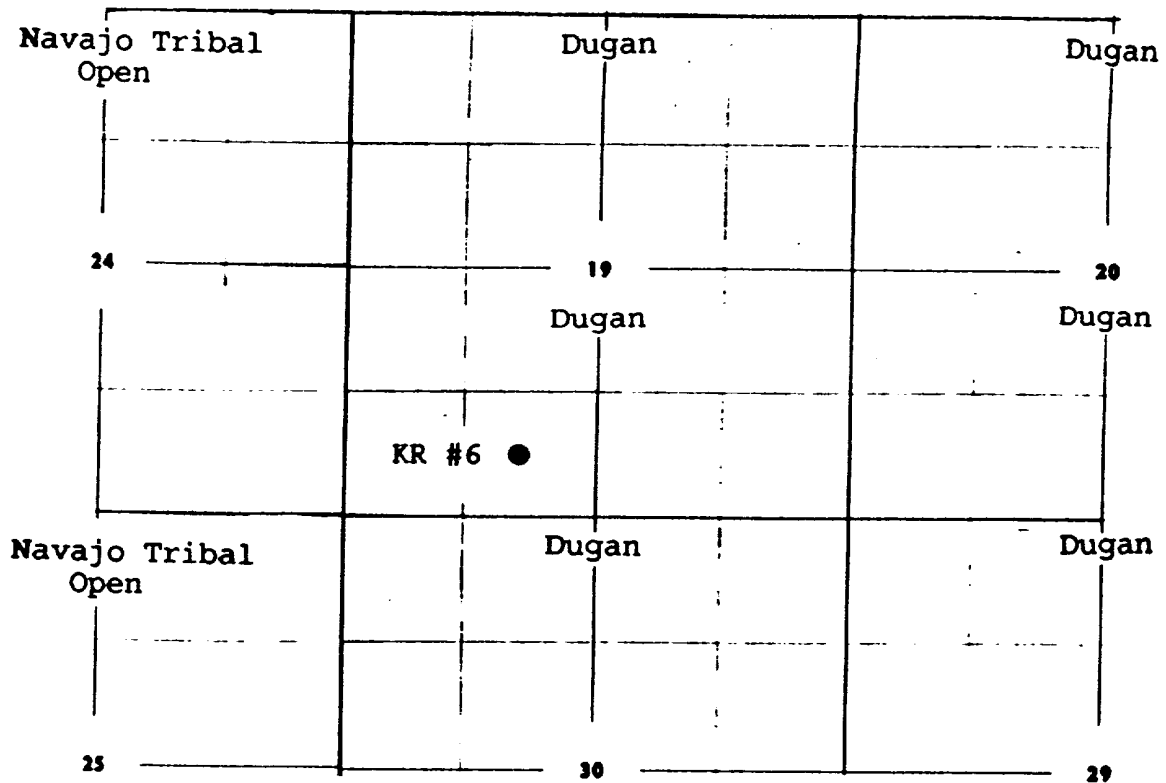 Navajo Tribal
Open
Dugan
Dugan
24
19
20
Dugan
Dugan
KR #6
Navajo Tribal
Open
Dugan
Dugan
25
30
29